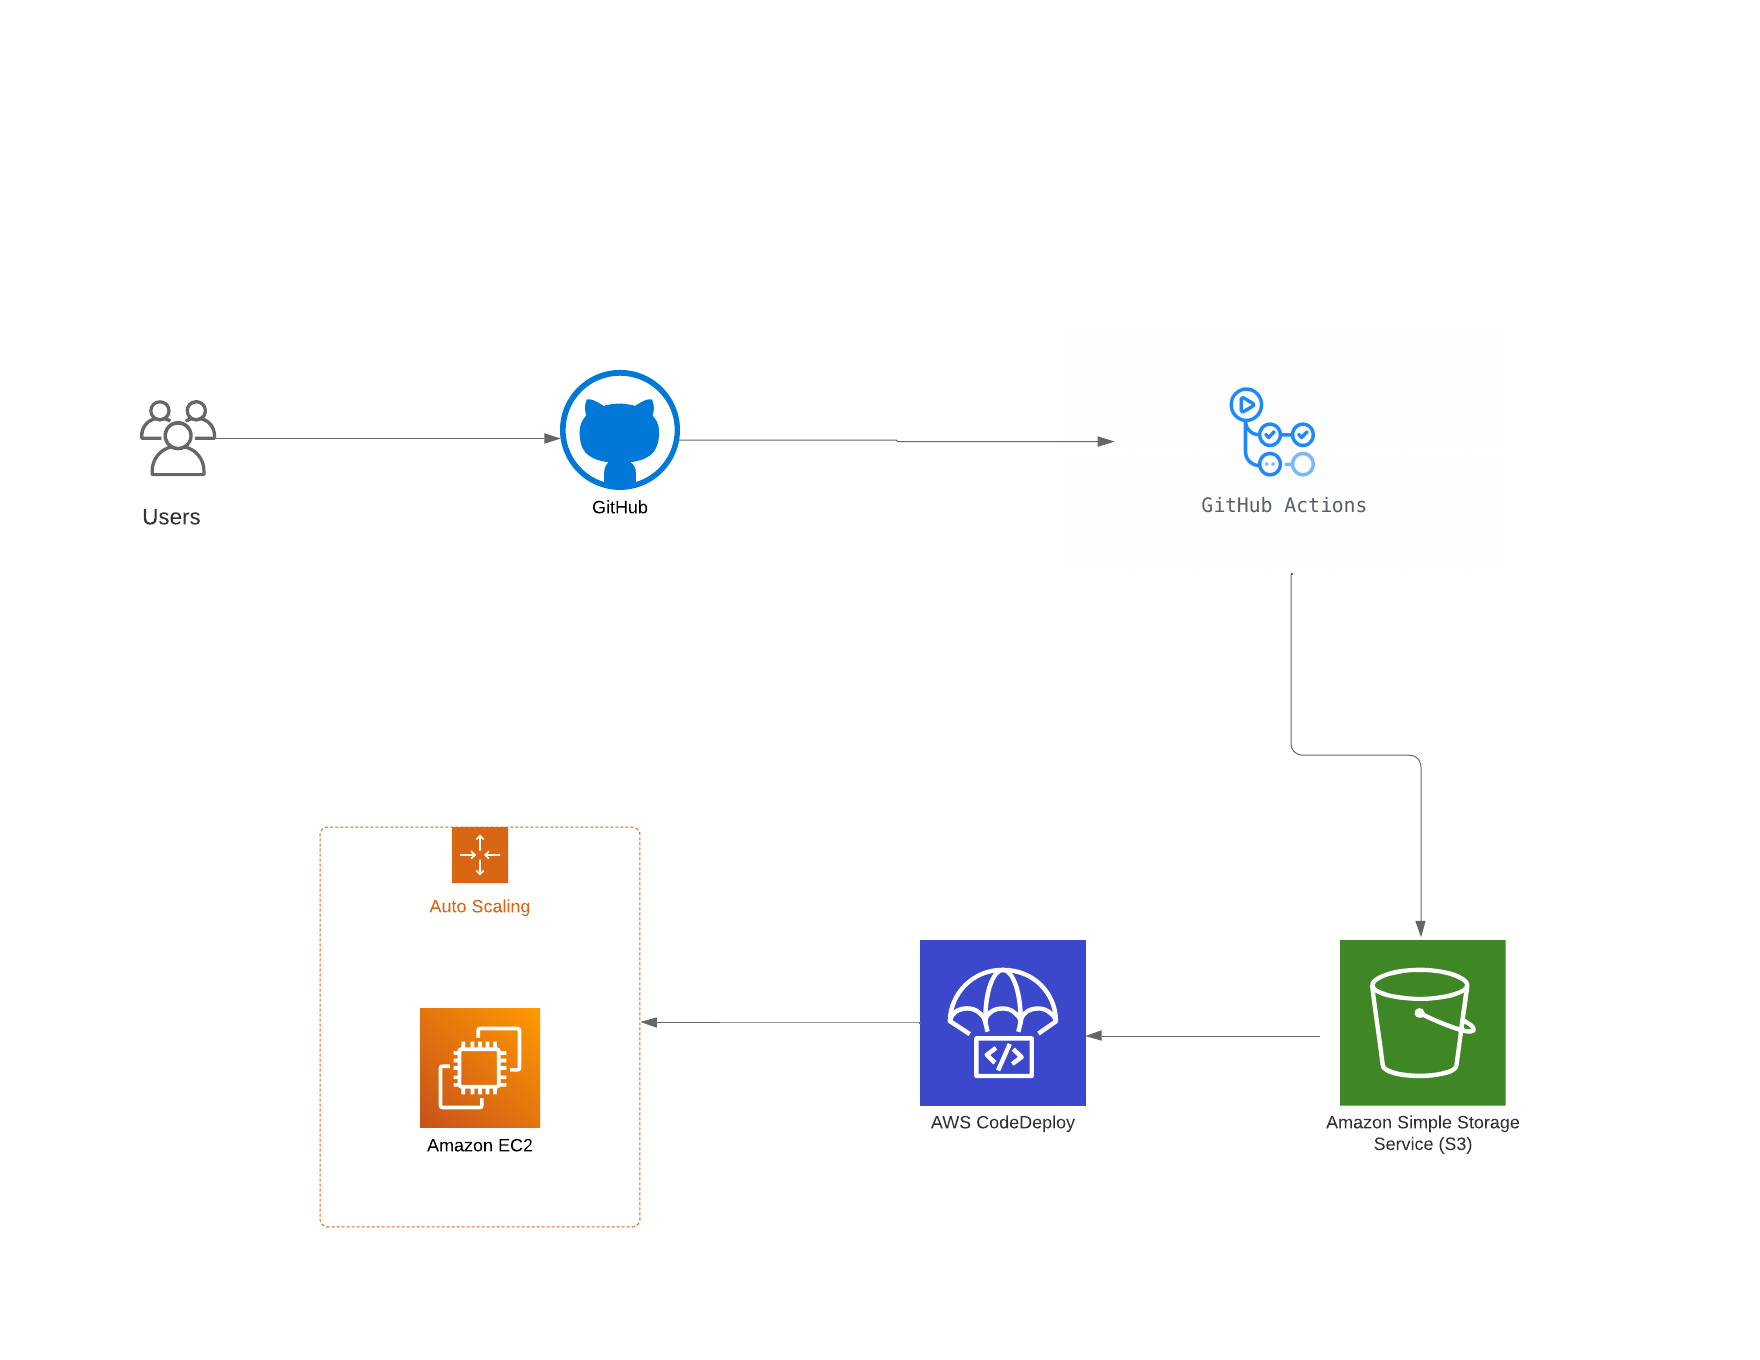 Users
GitHub
GitHub Actions
Auto Scaling
Amazon EC2
AWS CodeDeploy
Amazon Simple Storage
Service (S3)